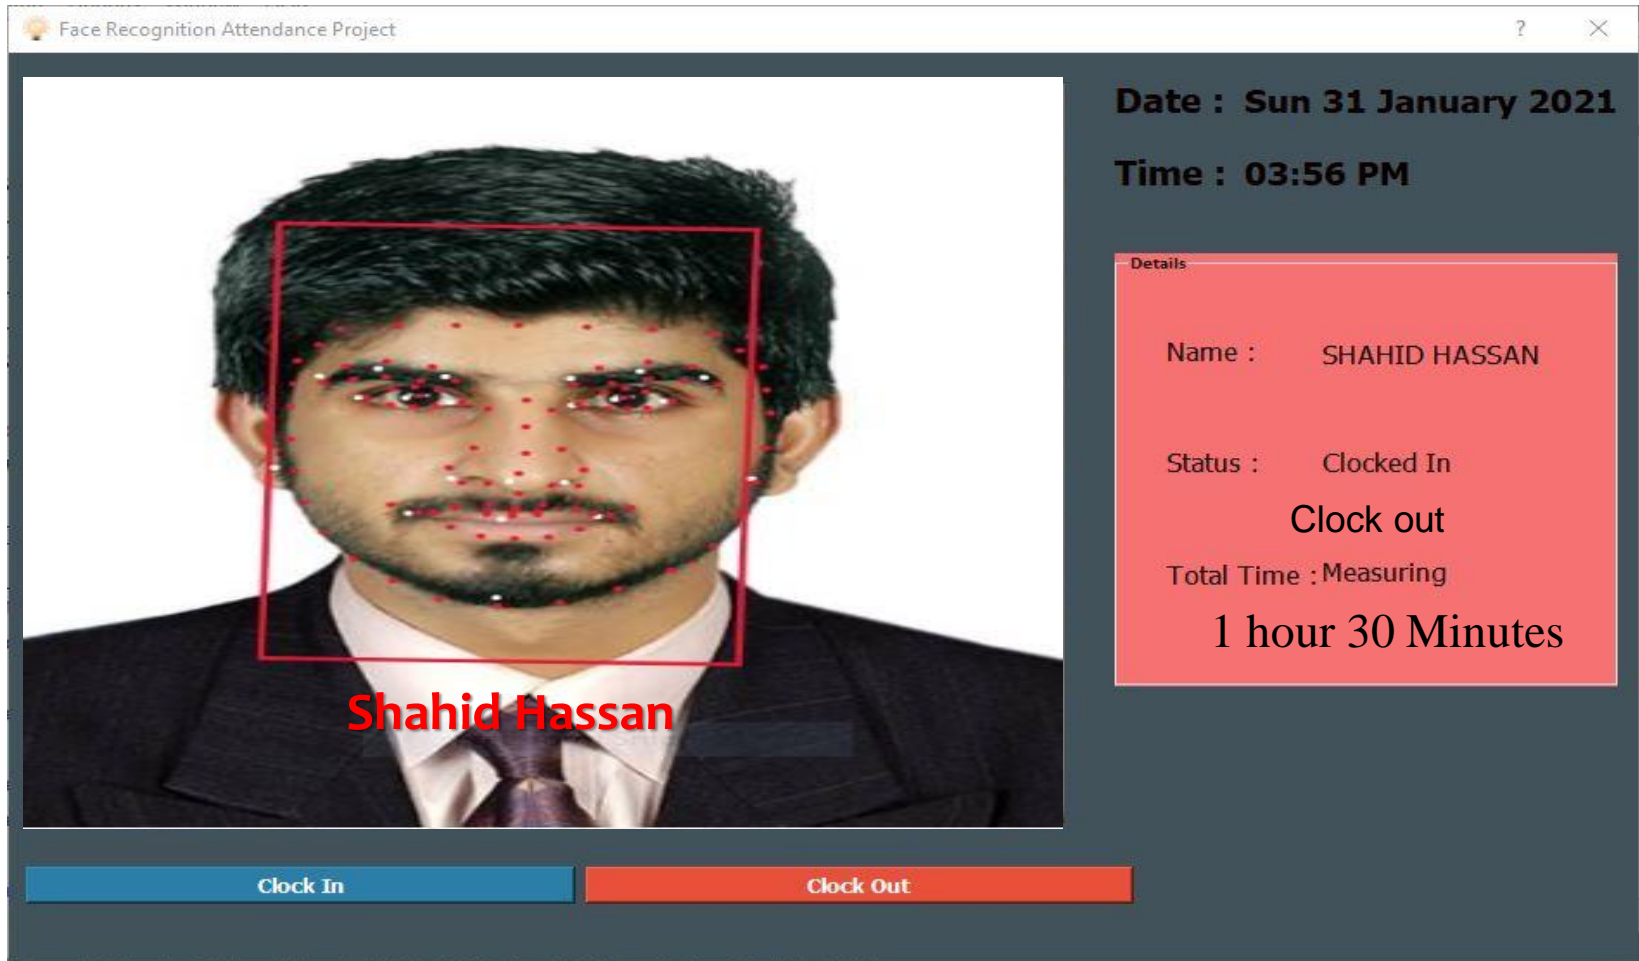 Face Recognition Attendance Project
Date : Sun 31 January 2021
Time : 03:56 PM
Details
Name : SHAHID HASSAN
Status : Clocked In
Clock out
Total Time : Measuring
1 hour 30 Minutes
Shahid Hassan
Clock In
Clock Out